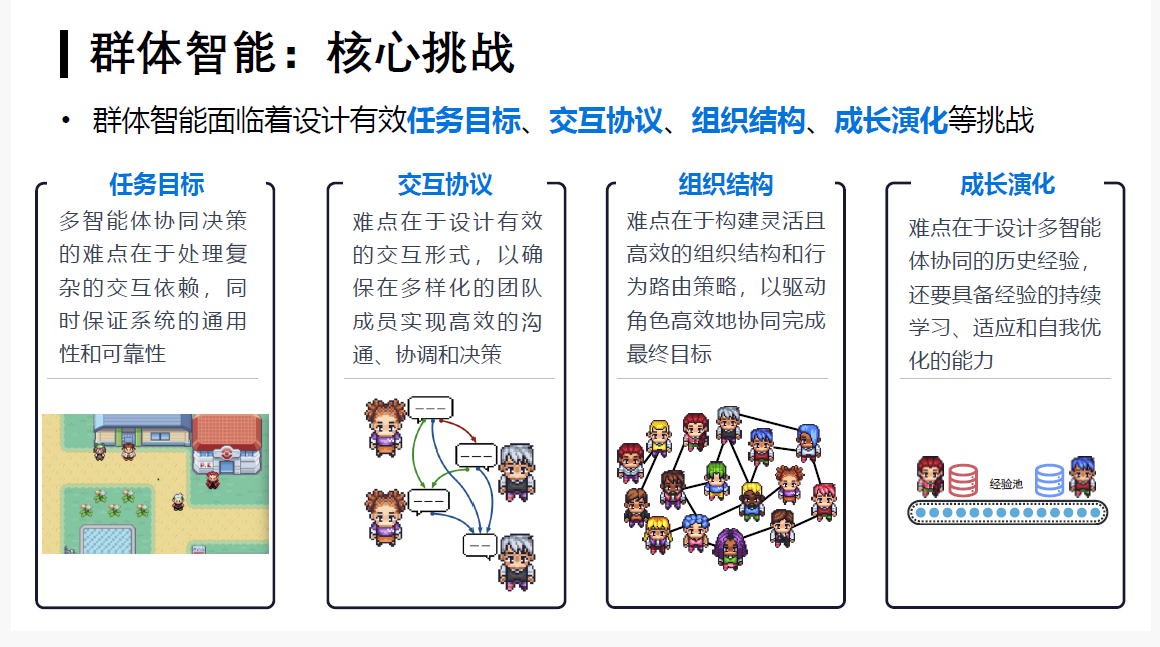 群体智能：核心挑战
• 群体智能面临着设计有效任务目标、交互协议、组织结构、成长演化等挑战
任务目标
多智能体协同决策
的难点在于处理复
杂的交互依赖，同
时保证系统的通用
性和可靠性
交互协议
难点在于设计有效
的交互形式，以确
保在多样化的团队
成员实现高效的沟
通、协调和决策
组织结构
难点在于构建灵活且
高效的组织结构和行
为路由策略，以驱动
角色高效地协同完成
最终目标
成长演化
难点在于设计多智能
体协同的历史经验，
还要具备经验的持续
学习、适应和自我优
化的能力
P.C
经验池